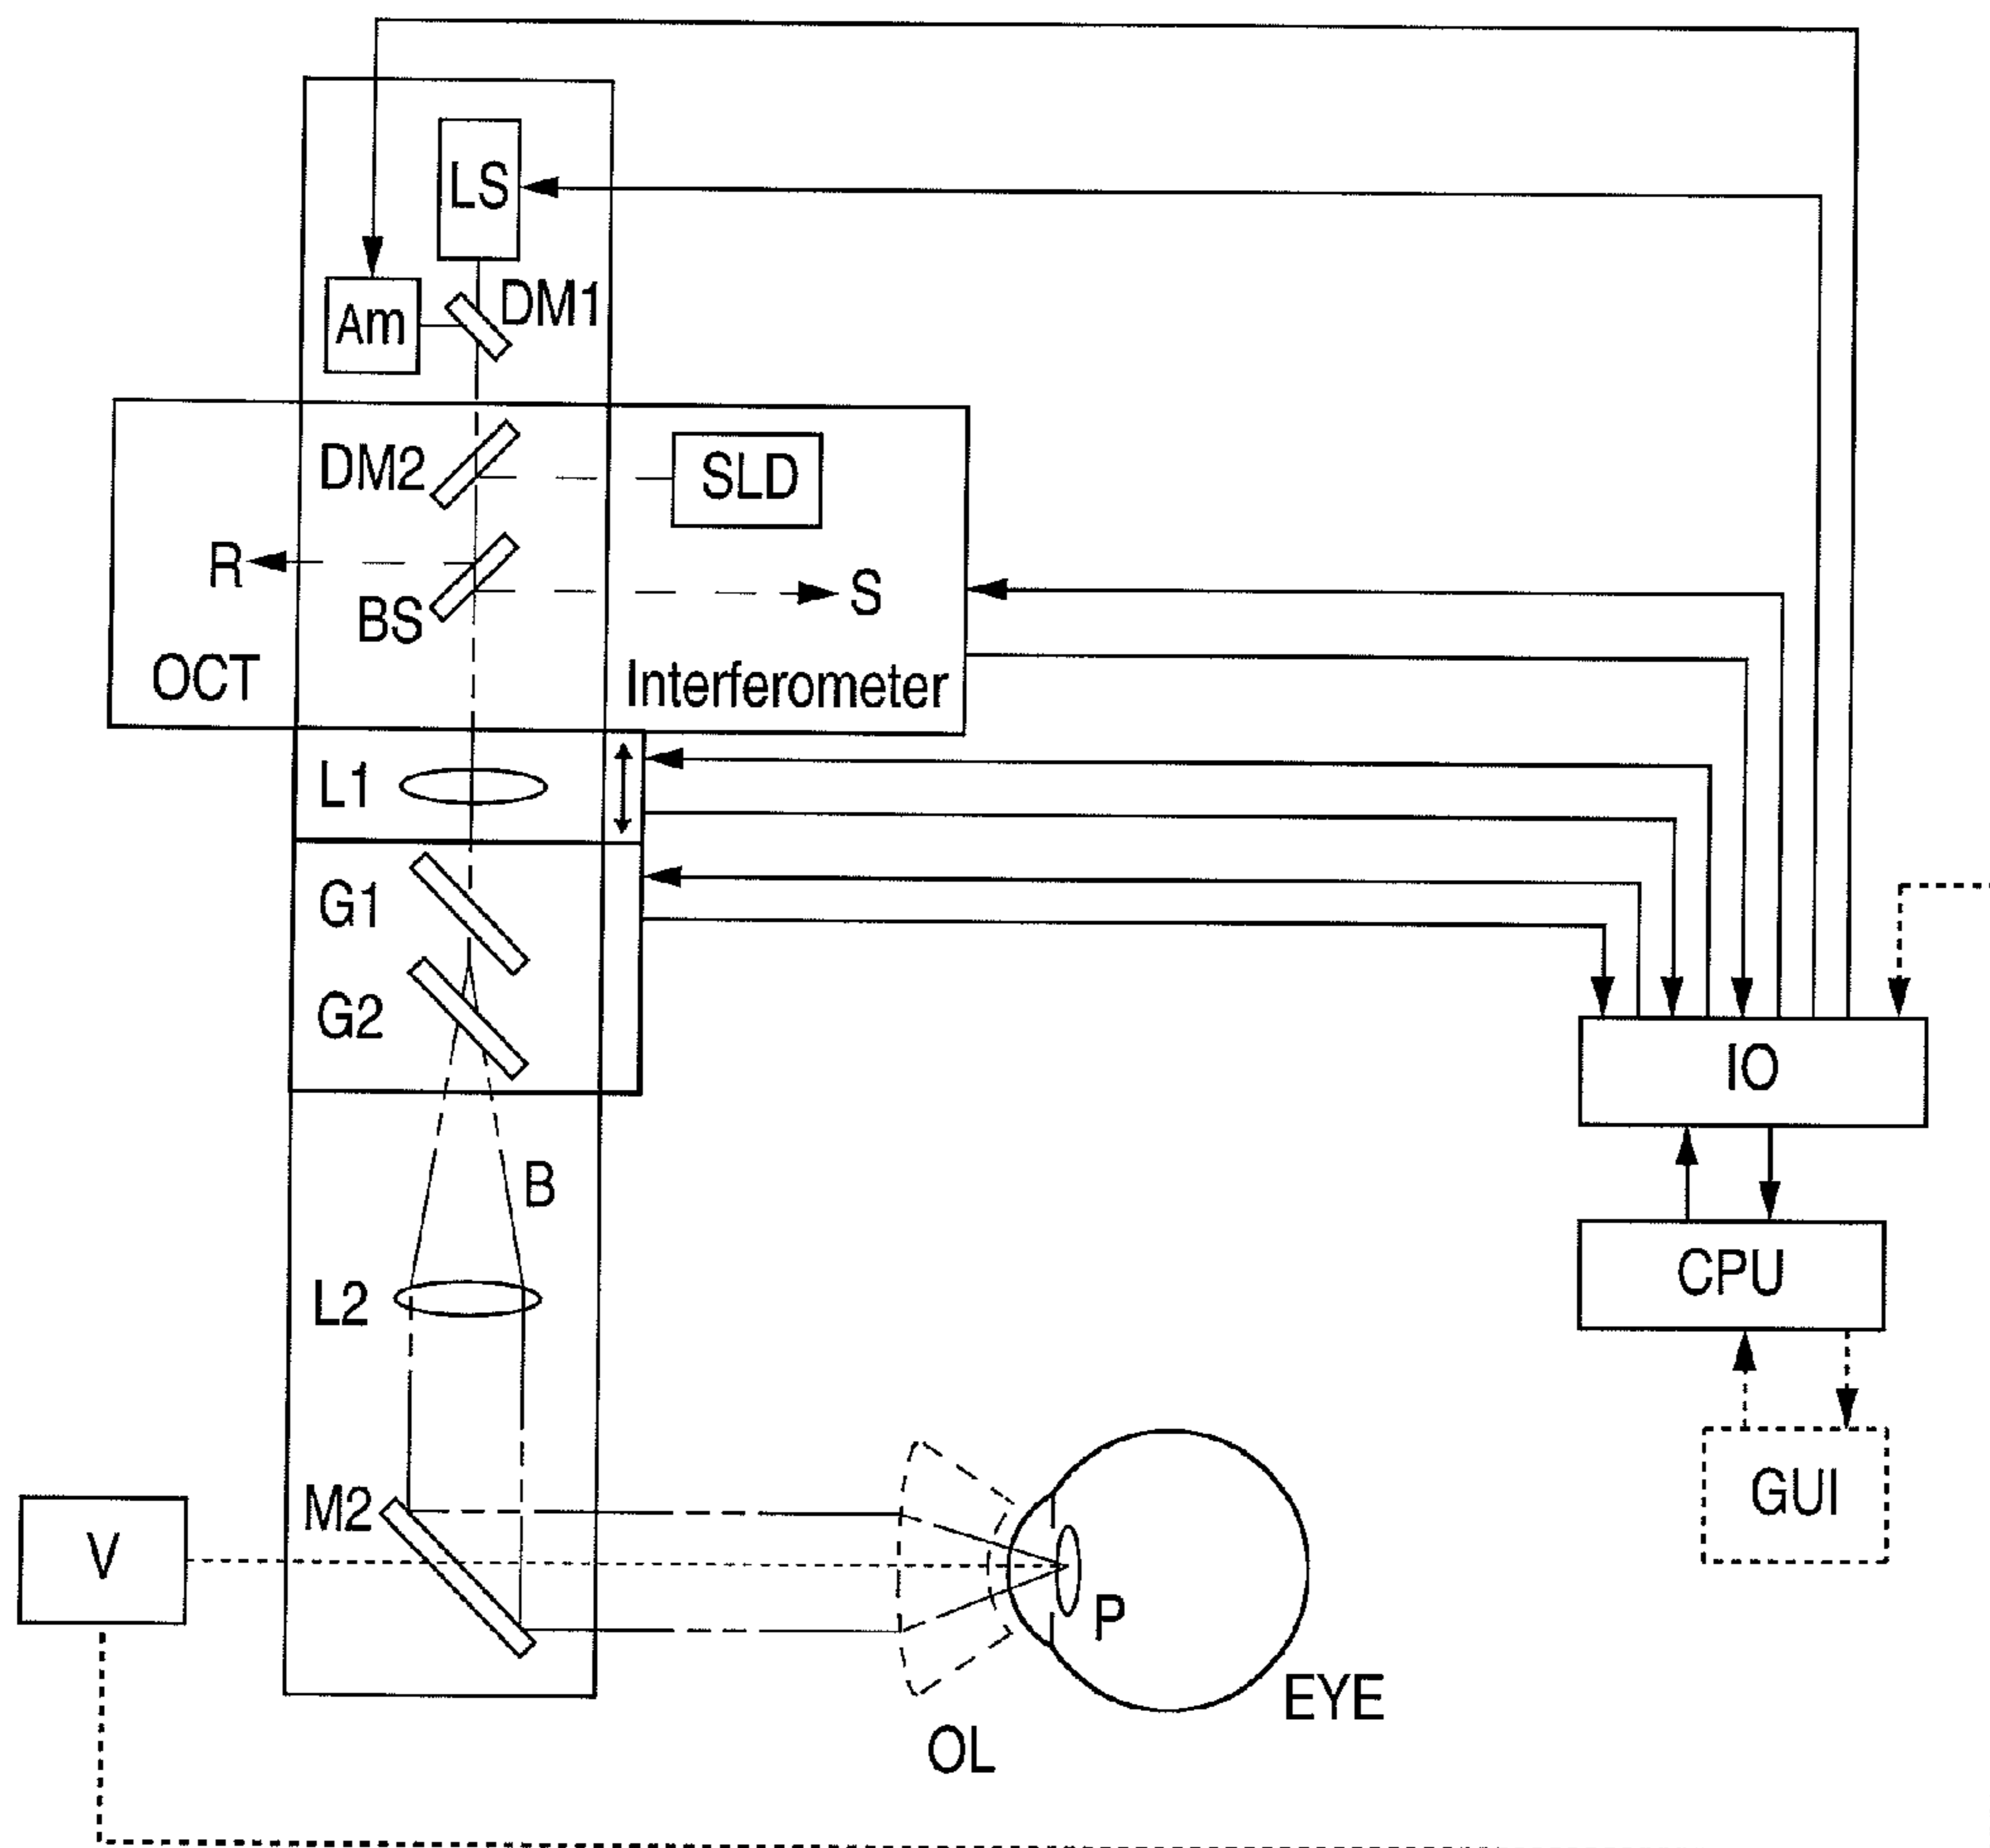 LS
DM1
Am
DM2
SLD
R
S
BS
OCT
Interferometer
L1
G1
G2
IO
B
CPU
L2
GUI
M2
V
P
EYE
OL